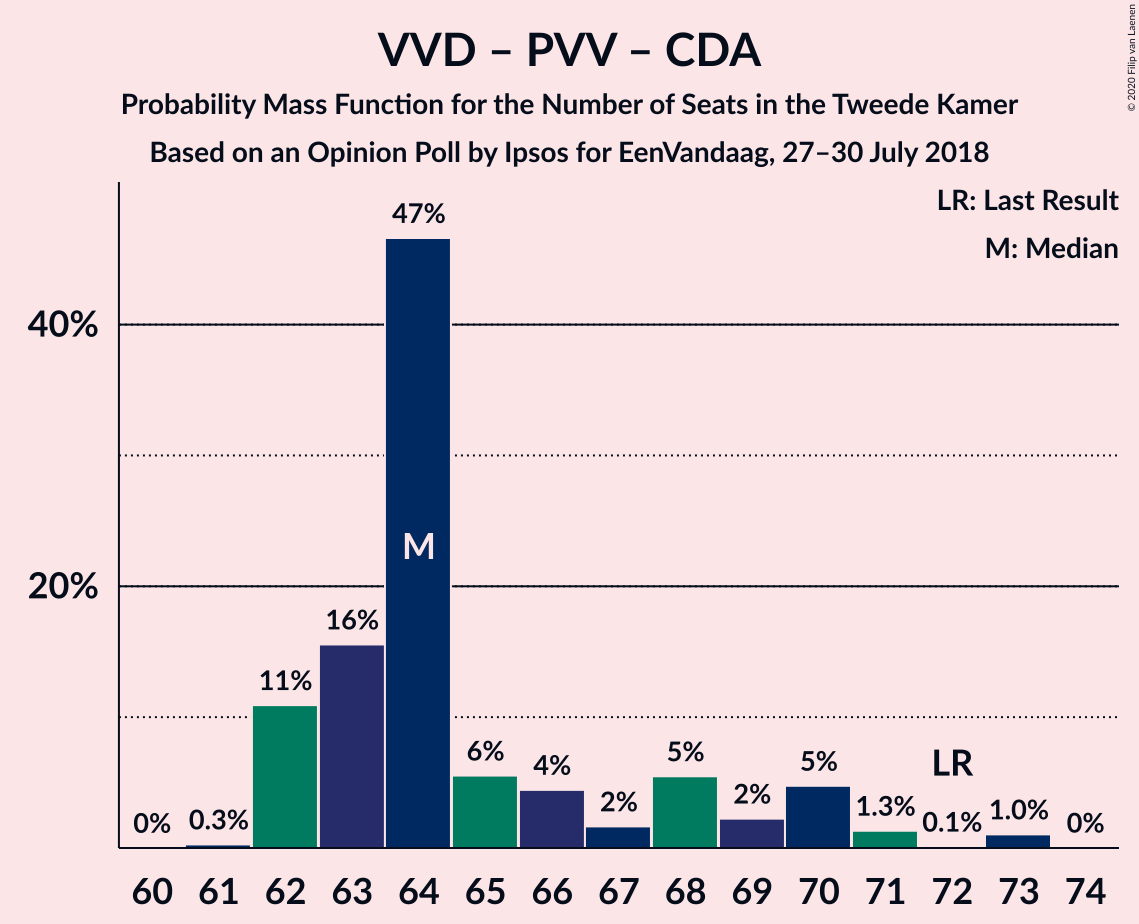 VVD – PVV – CDA
Probability Mass Function for the Number of Seats in the Tweede Kamer
Based on an Opinion Poll by Ipsos for EenVandaag, 27–30 July 2018
© 2020 Filip van Laenen
LR: Last Result
M: Median
47%
40%
M
20%
16%
11%
6%
4%
5%
5%
LR
0%
0.3%
2%
2%
1.3%
0.1%
1.0%
0%
60 61 62 63 64 65 66 67 68 69 70 71 72 73 74